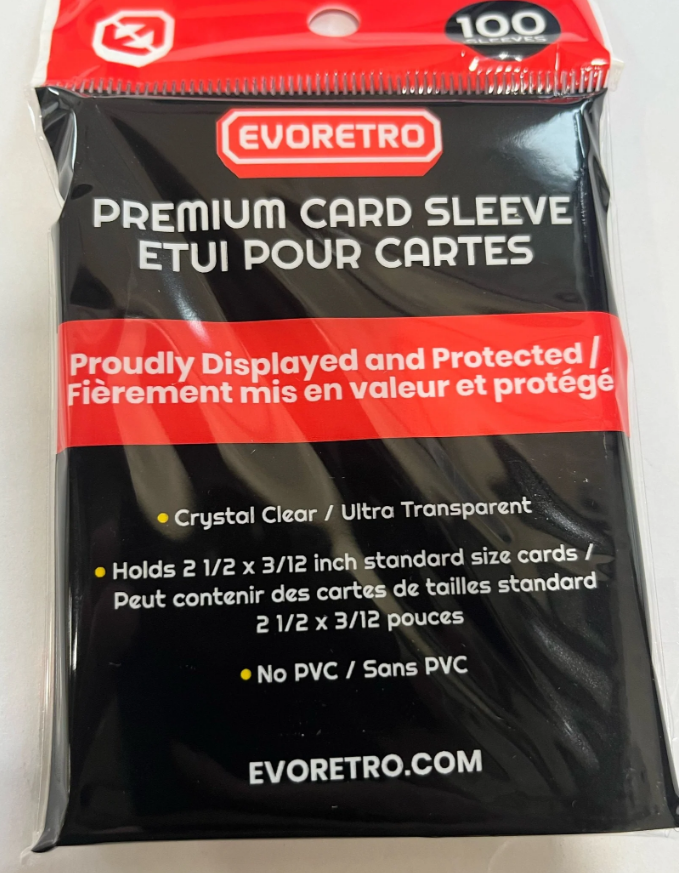 100
SLEEVES
EVORETRO
PREMIUM CARD SLEEVE
ETUI POUR CARTES
Proudly Displayed and Protected /
Fièrement mis en valeur et protégé
• Crystal Clear / Ultra Transparent
• Holds 2 1/2 x 3/12 inch standard size cards /
Peut contenir des cartes de tailles standard
2 1/2 x 3/12 pouces
• No PVC / Sans PVC
EVORETRO.COM